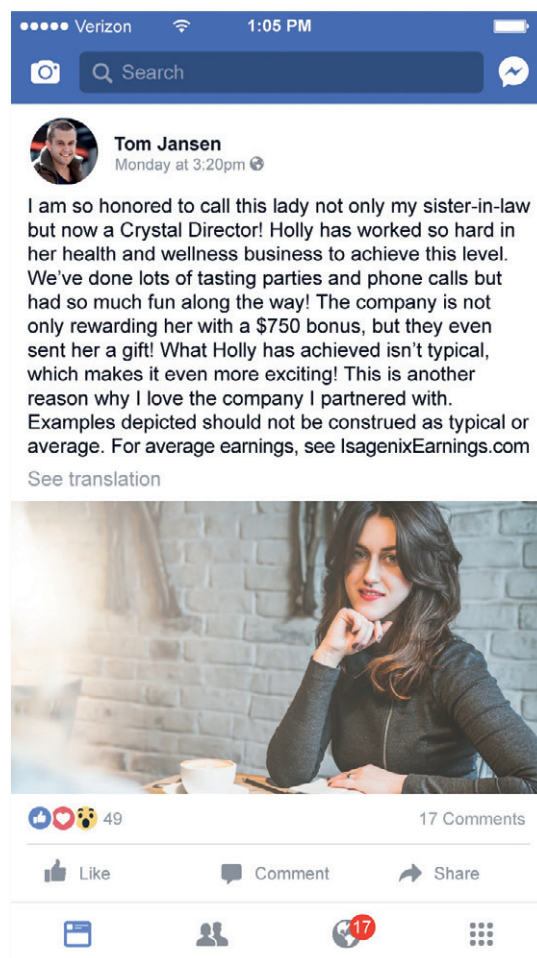 Verizon 1:05 PM
Search
Tom Jansen
Monday at 3:20pm
I am so honored to call this lady not only my sister-in-law
but now a Crystal Director! Holly has worked so hard in
her health and wellness business to achieve this level.
We've done lots of tasting parties and phone calls but
had so much fun along the way! The company is not
only rewarding her with a $750 bonus, but they even
sent her a gift! What Holly has achieved isn't typical,
which makes it even more exciting! This is another
reason why I love the company I partnered with.
Examples depicted should not be construed as typical or
average. For average earnings, see IsagenixEarnings.com
See translation
49 17 Comments
Like Comment Share
17